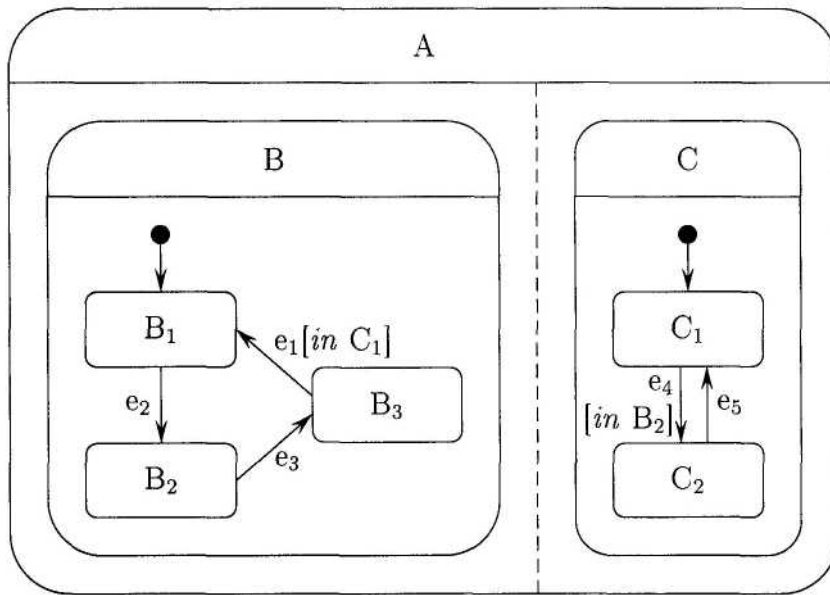 A
B
C
B₁
e₁[in C₁]
C₁
e₂
B₃
e₄
e₅
[in B₂]
B₂
e₃
C₂